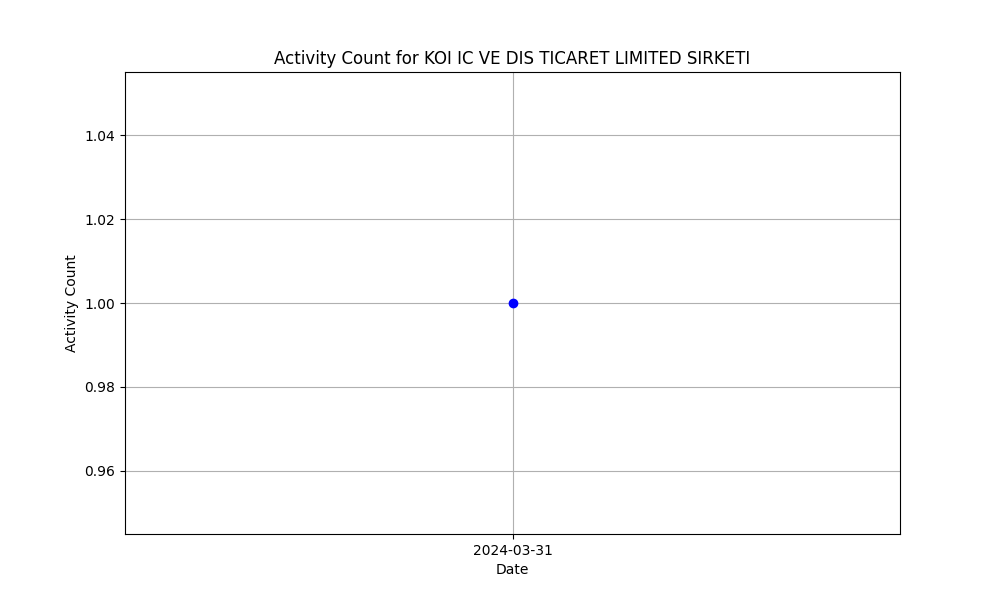 Activity Count for KOI IC VE DIS TICARET LIMITED SIRKETI
1.04
1.02
1.00
0.98
0.96
Activity Count
2024-03-31
Date